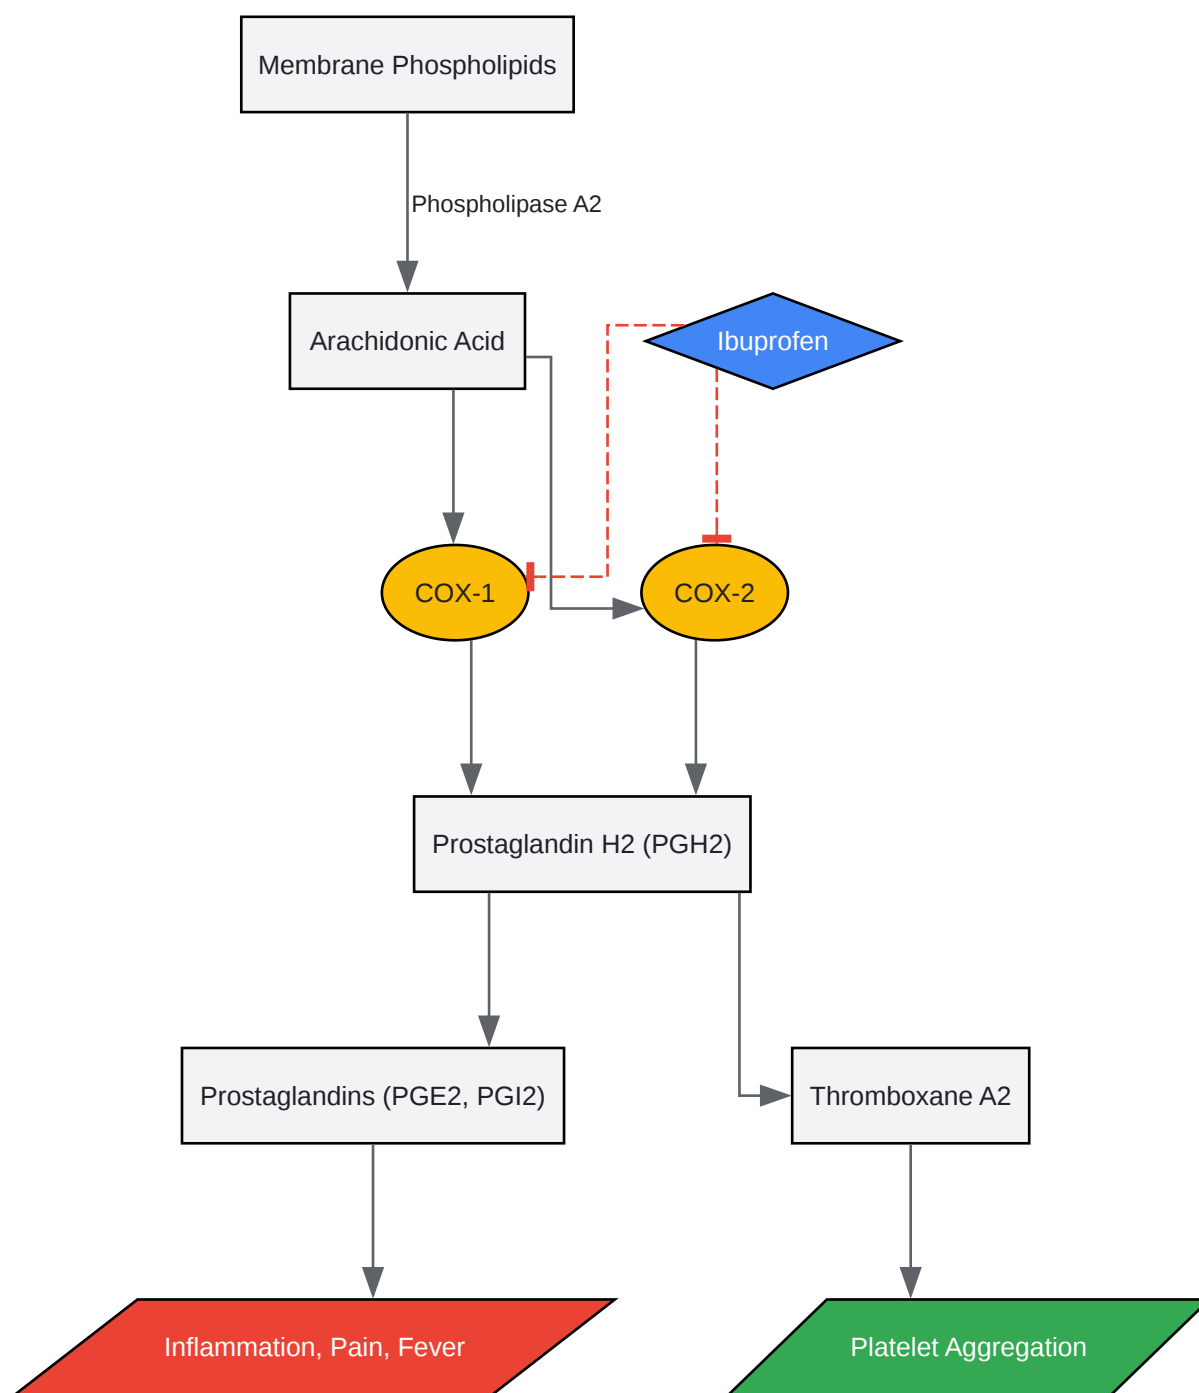 Membrane Phospholipids
Phospholipase A2
Arachidonic Acid
Ibuprofen
COX-1
COX-2
Prostaglandin H2 (PGH2)
Prostaglandins (PGE2, PGI2)
Thromboxane A2
Inflammation, Pain, Fever
Platelet Aggregation